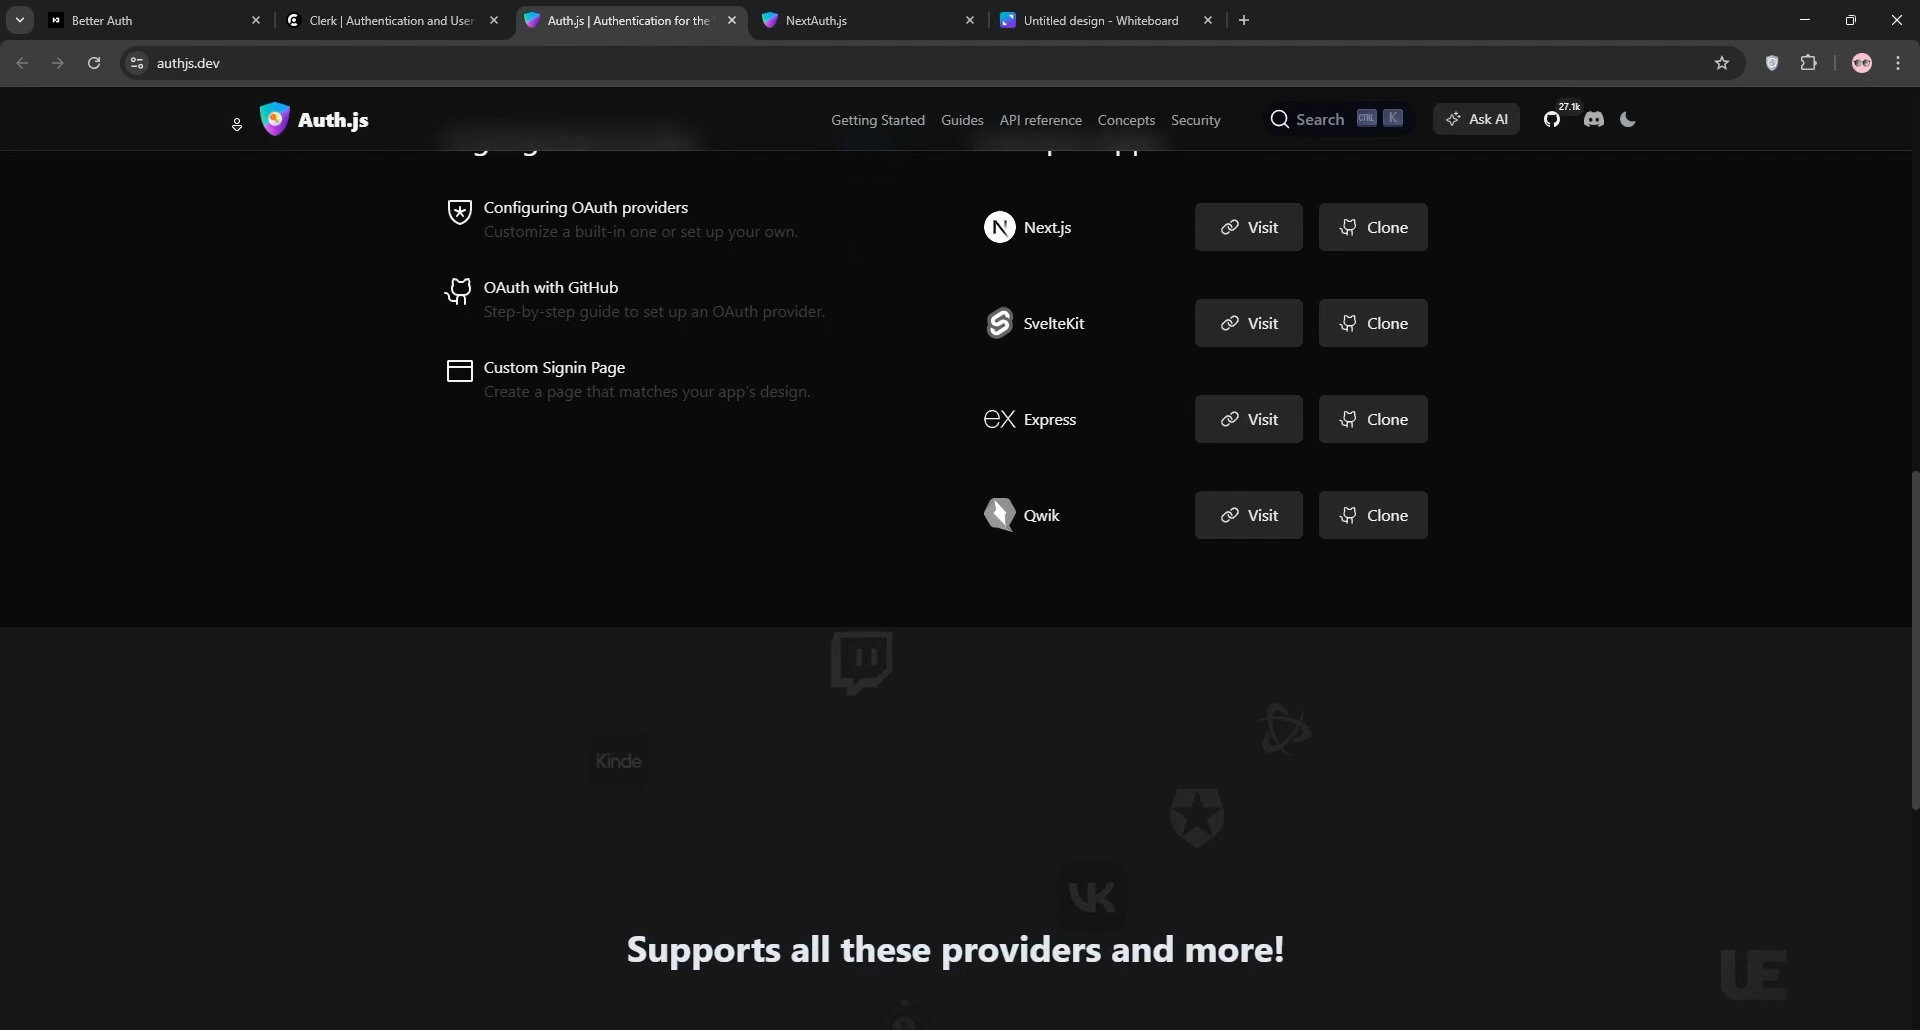 Better Auth
Clerk | Authentication and User
Auth.js | Authentication for the
NextAuth.js
Untitled design - Whiteboard
authjs.dev
Auth.js
Getting Started
Guides
API reference
Concepts
Security
Search
CTRL
K
Ask AI
27.1k
Configuring OAuth providers
Customize a built-in one or set up your own.
OAuth with GitHub
Step-by-step guide to set up an OAuth provider.
Custom Signin Page
Create a page that matches your app's design.
Next.js
Visit
Clone
SvelteKit
Visit
Clone
ex Express
Visit
Clone
Qwik
Visit
Clone
Kinde
VK
Supports all these providers and more!
UE